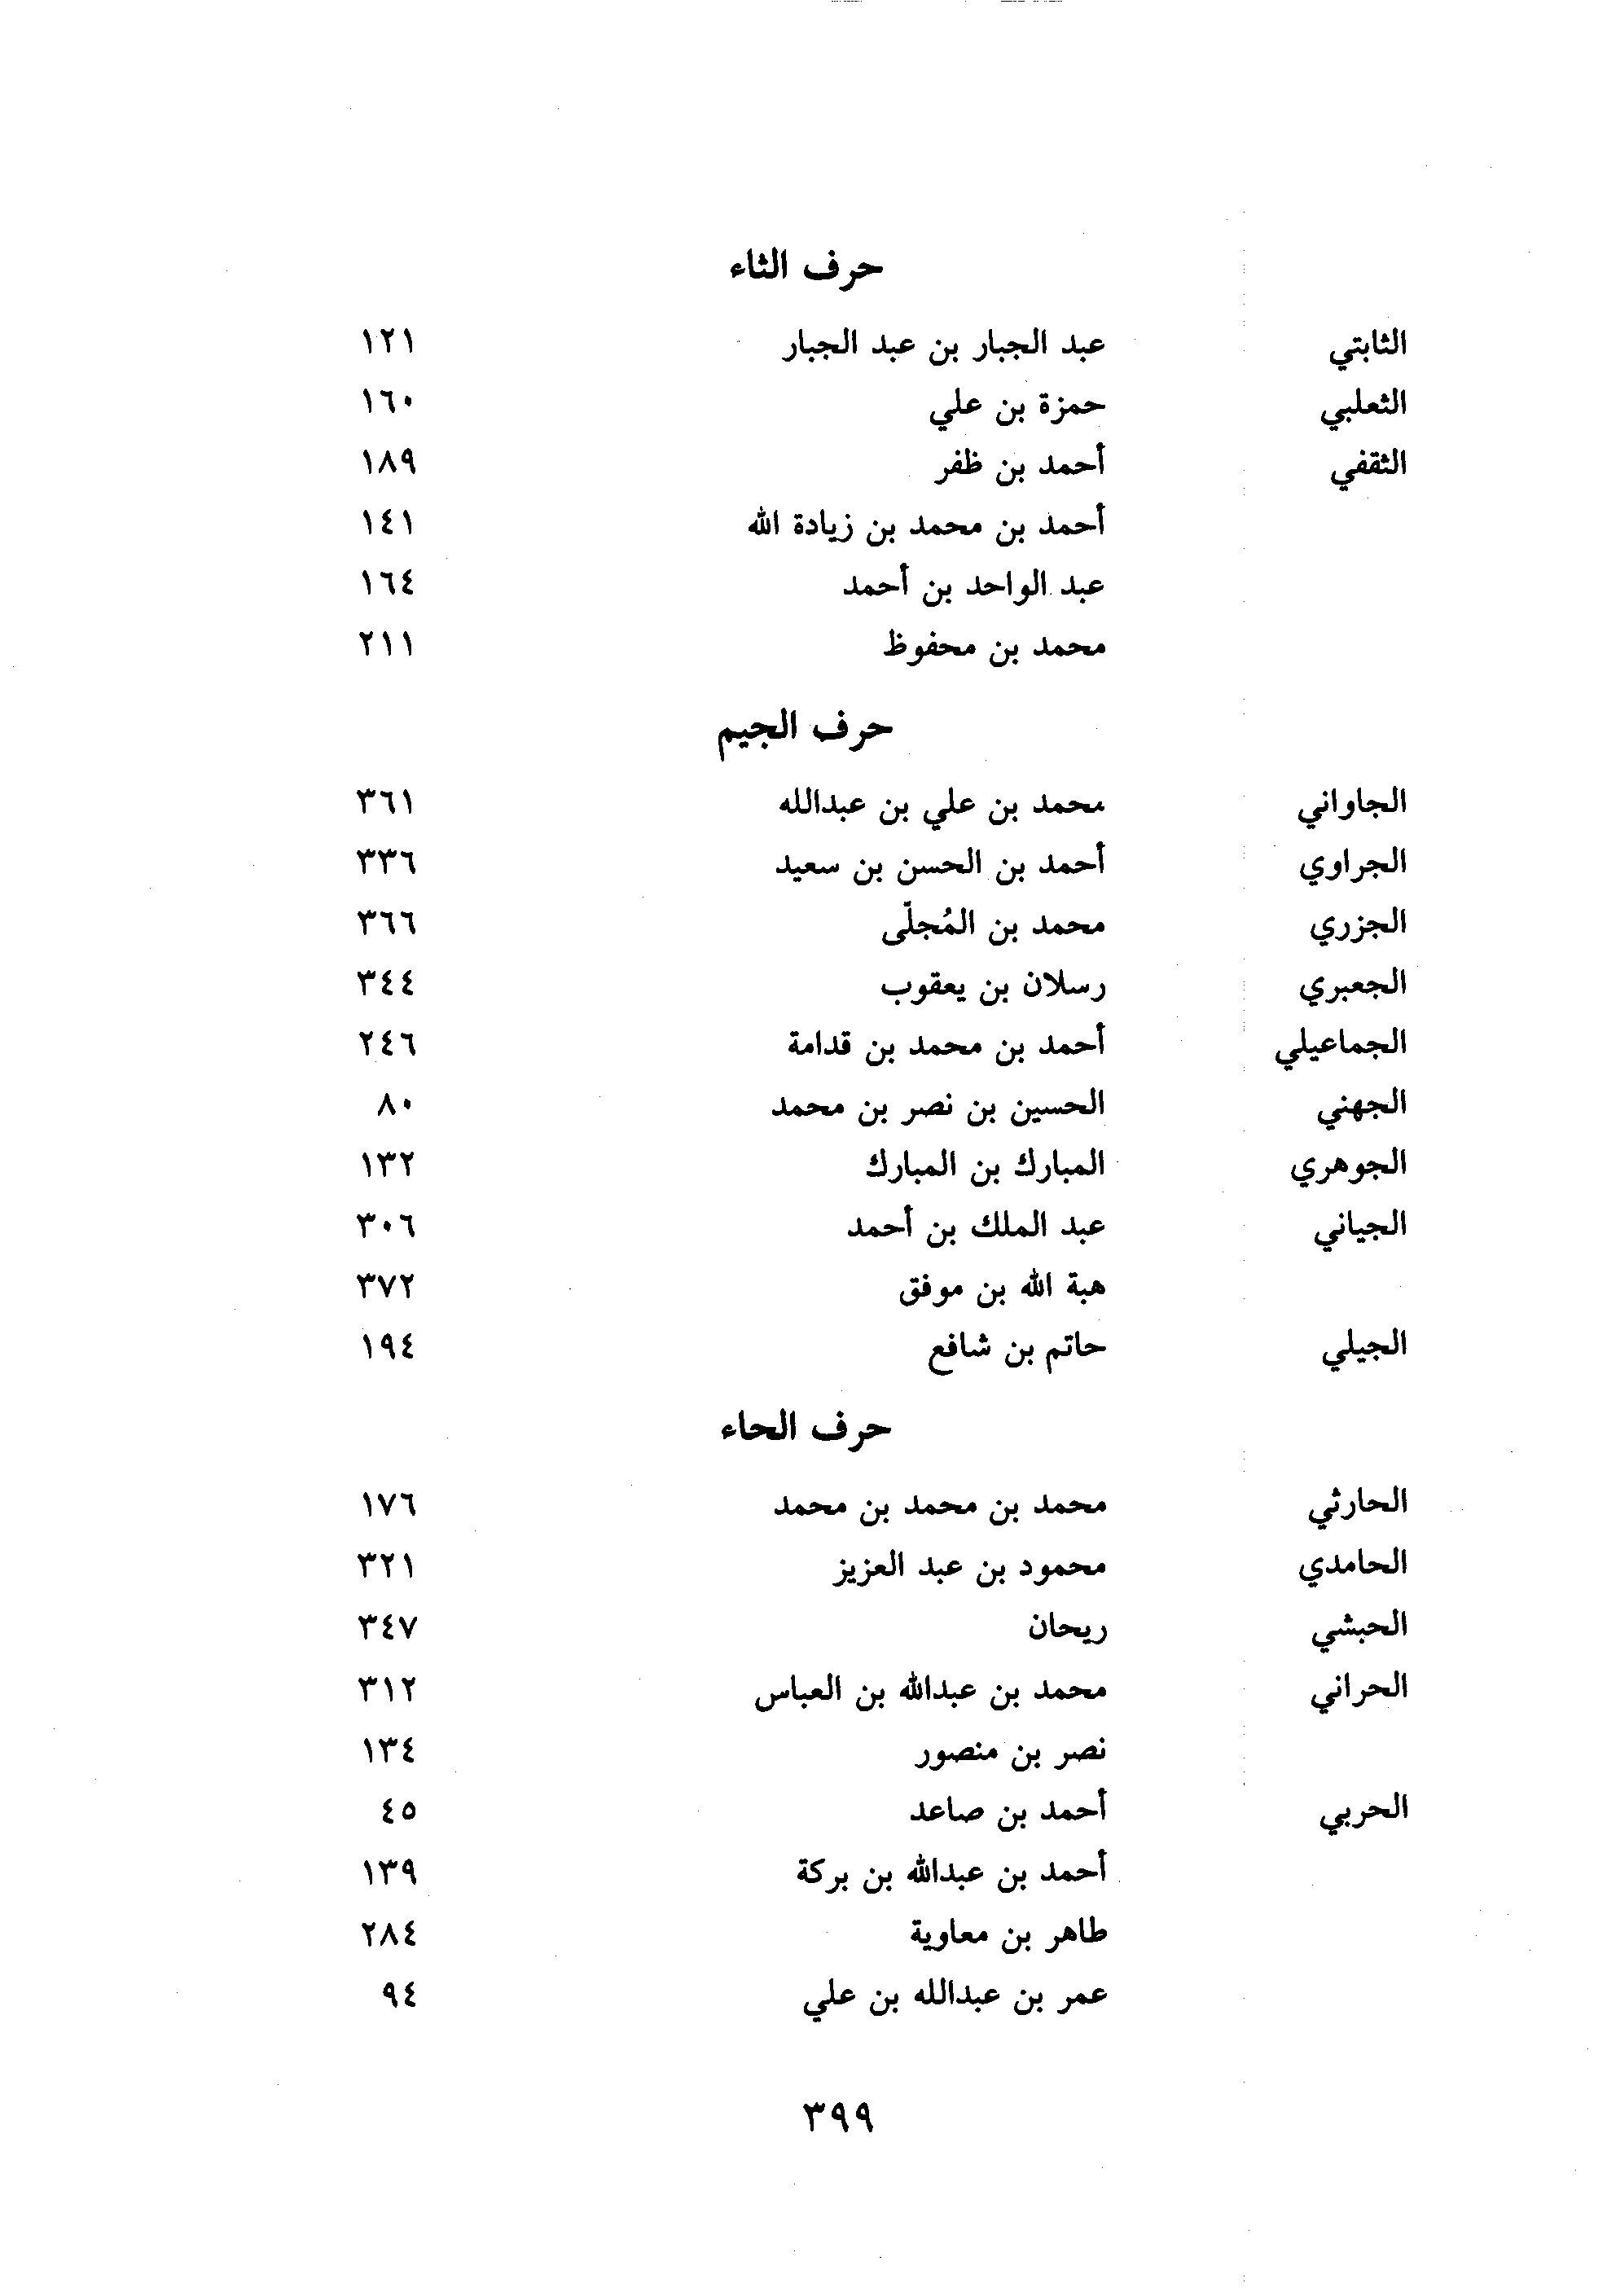 حرف الثاء
الثابتي عبد الجبار بن عبد الجبار ١٢١
الثعلبي حمزة بن علي ١٦٠
الثقفي أحمد بن ظفر ١٨٩
أحمد بن محمد بن زيادة الله ١٤١
عبد الواحد بن أحمد ١٦٤
محمد بن محفوظ ٢١١
حرف الجيم
الجاواني محمد بن علي بن عبدالله ٣٦١
الجراوي أحمد بن الحسن بن سعيد ٣٣٦
الجزري محمد بن المُجلّى ٣٦٦
الجعبري رسلان بن يعقوب ٣٤٤
الجماعيلي أحمد بن محمد بن قدامة ٢٤٦
الجهني الحسين بن نصر بن محمد ٨٠
الجوهري المبارك بن المبارك ١٣٢
الجياني عبد الملك بن أحمد ٣٠٦
هبة الله بن موفق ٣٧٢
الجيلي حاتم بن شافع ١٩٤
حرف الحاء
الحارثي محمد بن محمد بن محمد ١٧٦
الحامدي محمود بن عبد العزيز ٣٢١
الحبشي ريحان ٣٤٧
الحراني محمد بن عبدالله بن العباس ٣١٢
نصر بن منصور ١٣٤
الحربي أحمد بن صاعد ٤٥
أحمد بن عبدالله بن بركة ١٣٩
طاهر بن معاوية ٢٨٤
عمر بن عبدالله بن علي ٩٤
٣٩٩